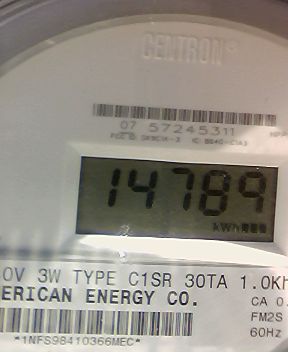 CENTRON®
07 57245311
14789
kWh
0V 3W TYPE C1SR 30TA 1.0Kh
ERICAN ENERGY CO.
CA 0.
FM2S
60Hz
*1NFS98410366MEC*